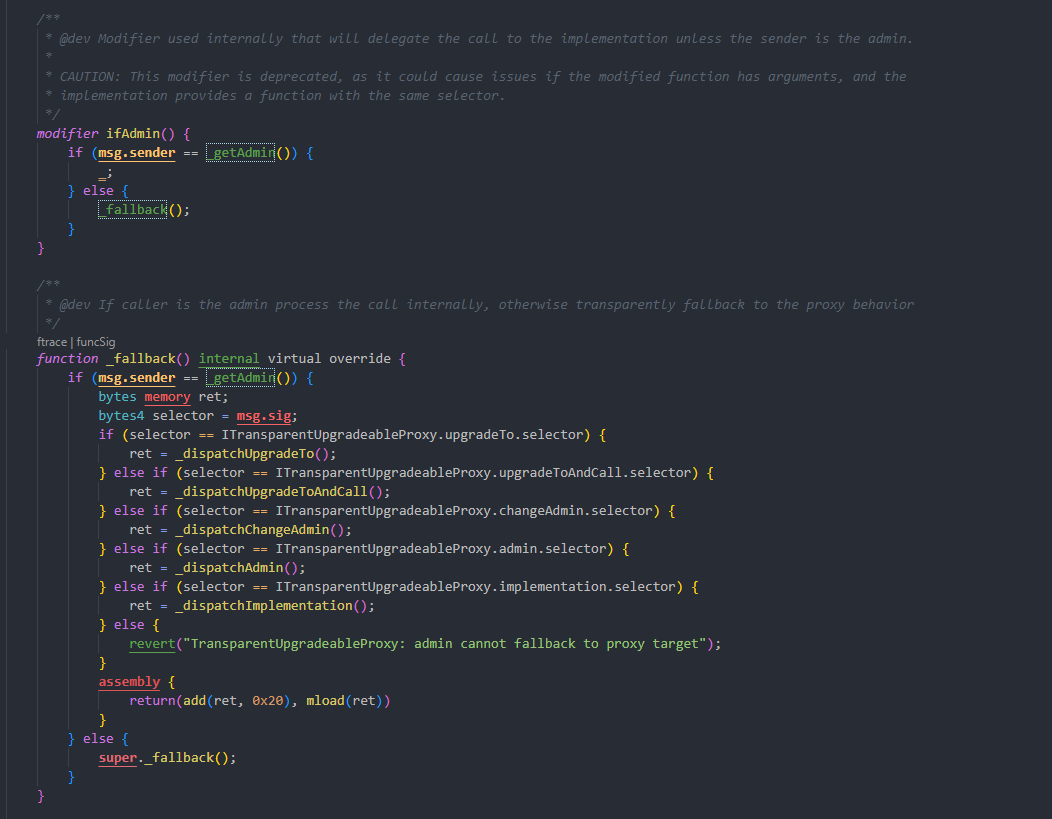 /**
 * @dev Modifier used internally that will delegate the call to the implementation unless the sender is the admin.
 *
 * CAUTION: This modifier is deprecated, as it could cause issues if the modified function has arguments, and the
 * implementation provides a function with the same selector.
 */
modifier ifAdmin() {
    if (msg.sender == _getAdmin()) {
        _;
    } else {
        _fallback();
    }
}

/**
 * @dev If caller is the admin process the call internally, otherwise transparently fallback to the proxy behavior
 */
ftrace | funcSig
function _fallback() internal virtual override {
    if (msg.sender == _getAdmin()) {
        bytes memory ret;
        bytes4 selector = msg.sig;
        if (selector == ITransparentUpgradeableProxy.upgradeTo.selector) {
            ret = _dispatchUpgradeTo();
        } else if (selector == ITransparentUpgradeableProxy.upgradeToAndCall.selector) {
            ret = _dispatchUpgradeToAndCall();
        } else if (selector == ITransparentUpgradeableProxy.changeAdmin.selector) {
            ret = _dispatchChangeAdmin();
        } else if (selector == ITransparentUpgradeableProxy.admin.selector) {
            ret = _dispatchAdmin();
        } else if (selector == ITransparentUpgradeableProxy.implementation.selector) {
            ret = _dispatchImplementation();
        } else {
            revert("TransparentUpgradeableProxy: admin cannot fallback to proxy target");
        }
        assembly {
            return(add(ret, 0x20), mload(ret))
        }
    } else {
        super._fallback();
    }
}